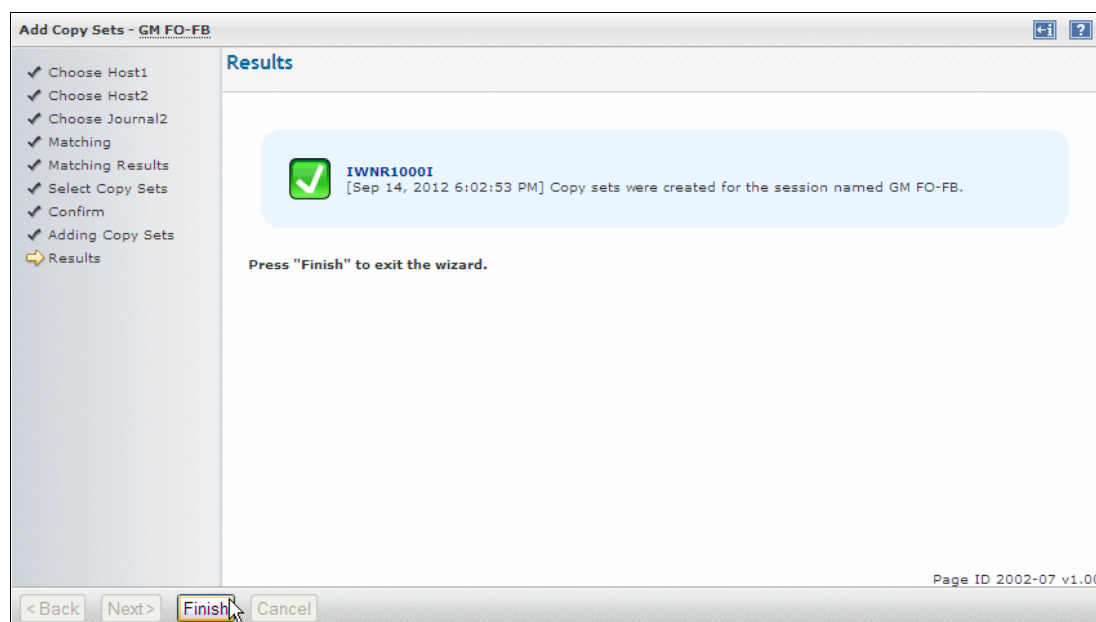 Add Copy Sets - GM FO-FB
Choose Host1
Choose Host2
Choose Journal2
Matching
Matching Results
Select Copy Sets
Confirm
Adding Copy Sets
Results
Results
IWNR1000I
[Sep 14, 2012 6:02:53 PM] Copy sets were created for the session named GM FO-FB.
Press "Finish" to exit the wizard.
Page ID 2002-07 v1.00
< Back Next > Finish Cancel